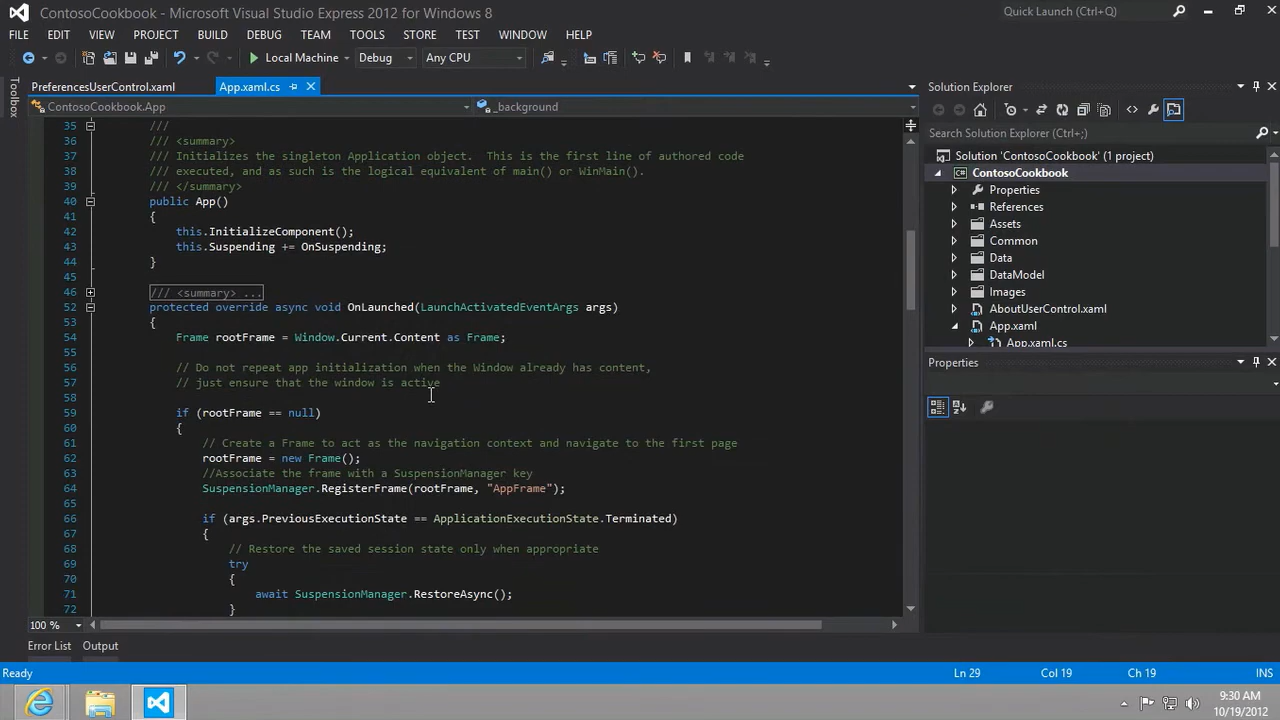 ContosoCookbook - Microsoft Visual Studio Express 2012 for Windows 8
Quick Launch (Ctrl+;)
FILE EDIT VIEW PROJECT BUILD DEBUG TEAM TOOLS STORE TEST WINDOW HELP
Local Machine Debug Any CPU
Toolbox
PreferencesUserControl.xaml App.xaml.cs
ContosoCookbook.App _background
35 ///
36 /// <summary>
37 /// Initializes the singleton Application object.  This is the first line of authored code
38 /// executed, and as such is the logical equivalent of main() or WinMain().
39 /// </summary>
40 public App()
41 {
42 this.InitializeComponent();
43 this.Suspending += OnSuspending;
44 }
45
46 /// <summary> ...
52 protected override async void OnLaunched(LaunchActivatedEventArgs args)
53 {
54 Frame rootFrame = Window.Current.Content as Frame;
55
56 // Do not repeat app initialization when the Window already has content,
57 // just ensure that the window is active
58
59 if (rootFrame == null)
60 {
61 // Create a Frame to act as the navigation context and navigate to the first page
62 rootFrame = new Frame();
63 //Associate the frame with a SuspensionManager key
64 SuspensionManager.RegisterFrame(rootFrame, "AppFrame");
65
66 if (args.PreviousExecutionState == ApplicationExecutionState.Terminated)
67 {
68 // Restore the saved session state only when appropriate
69 try
70 {
71 await SuspensionManager.RestoreAsync();
72 }
100 %
Error List Output
Solution Explorer
Search Solution Explorer (Ctrl+;)
Solution 'ContosoCookbook' (1 project)
ContosoCookbook
Properties
References
Assets
Common
Data
DataModel
Images
AboutUserControl.xaml
App.xaml
App.xaml.cs
Properties
Ready Ln 29 Col 19 Ch 19 INS
9:30 AM
10/19/2012